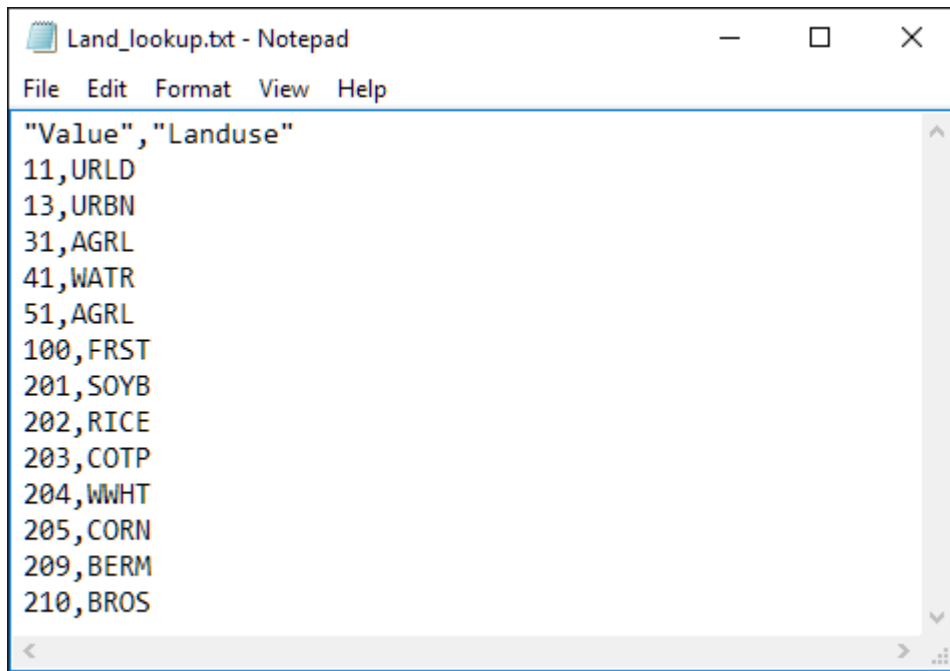 Land_lookup.txt - Notepad
File Edit Format View Help
"Value","Landuse"
11,URLD
13,URBN
31,AGRL
41,WATR
51,AGRL
100,FRST
201,SOYB
202,RICE
203,COTP
204,WWHT
205,CORN
209,BERM
210,BROS